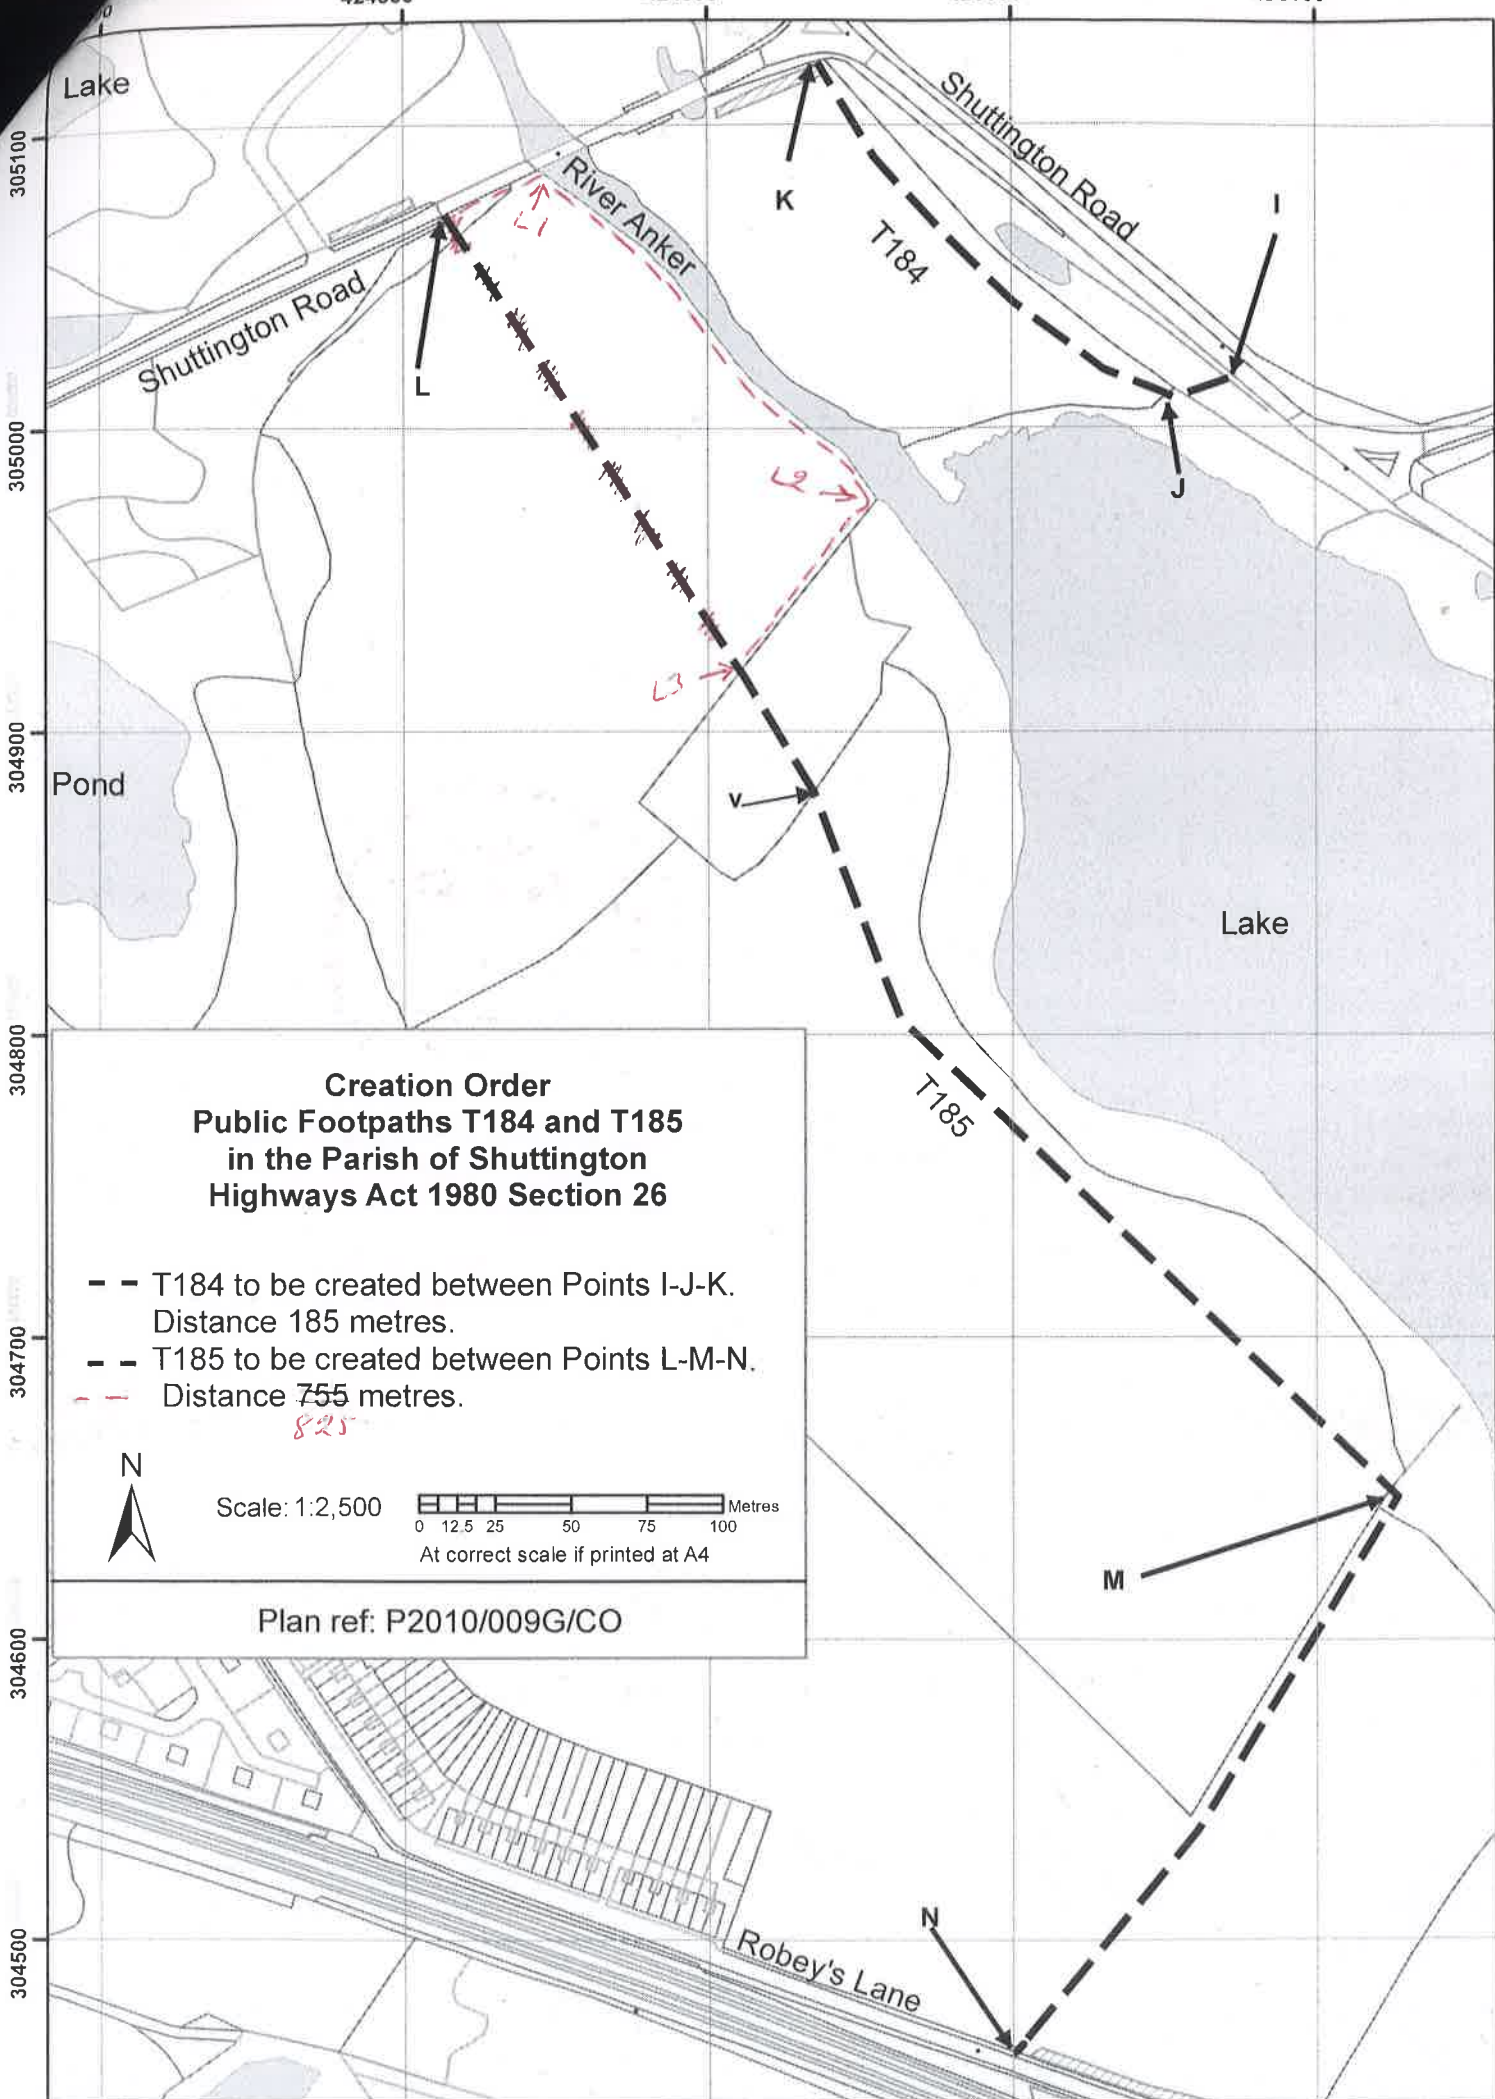 Lake
305100
Shuttington Road
K
I
River Anker
L1
T184
Shuttington Road
L
305000
L2
J
L3
304900
Pond
v
Lake
304800
T185
Creation Order
Public Footpaths T184 and T185
in the Parish of Shuttington
Highways Act 1980 Section 26
T184 to be created between Points I-J-K.
Distance 185 metres.
T185 to be created between Points L-M-N.
Distance 755 metres.
825
304700
N
Scale: 1:2,500
Metres
0 12.5 25 50 75 100
At correct scale if printed at A4
M
Plan ref: P2010/009G/CO
304600
N
Robey's Lane
304500